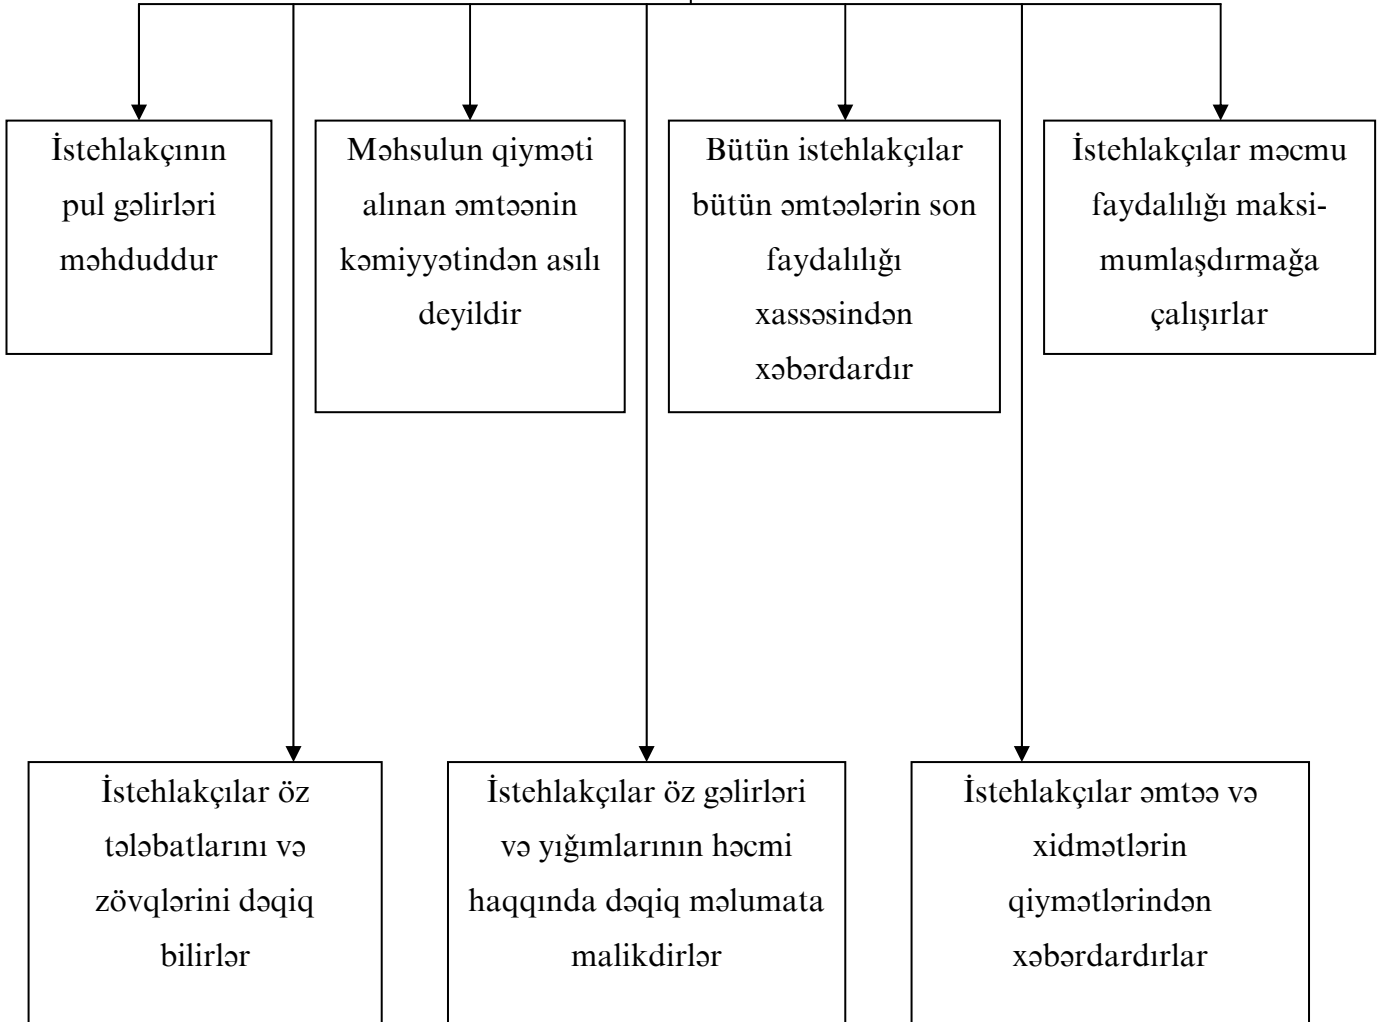 İstehlakçının
pul gəlirləri
məhduddur
Məhsulun qiyməti
alınan əmtəənin
kəmiyyətindən asılı
deyildir
Bütün istehlakçılar
bütün əmtəələrin son
faydalılığı
xassəsindən
xəbərdardır
İstehlakçılar məcmu
faydalılığı maksi-
mumlaşdırmağa
çalışırlar
İstehlakçılar öz
tələbatlarını və
zövqlərini dəqiq
bilirlər
İstehlakçılar öz gəlirləri
və yığımlarının həcmi
haqqında dəqiq məlumata
malikdirlər
İstehlakçılar əmtəə və
xidmətlərin
qiymətlərindən
xəbərdardırlar